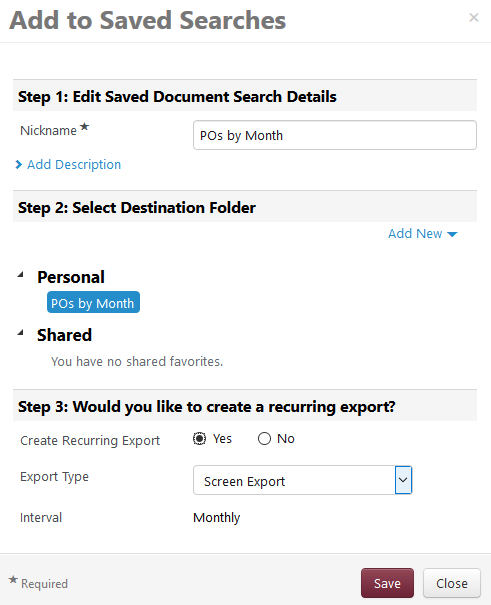 Add to Saved Searches ×
Step 1: Edit Saved Document Search Details
Nickname ★ POs by Month
Add Description
Step 2: Select Destination Folder
Add New
Personal
POs by Month
Shared
You have no shared favorites.
Step 3: Would you like to create a recurring export?
Create Recurring Export Yes No
Export Type Screen Export
Interval Monthly
★ Required Save Close